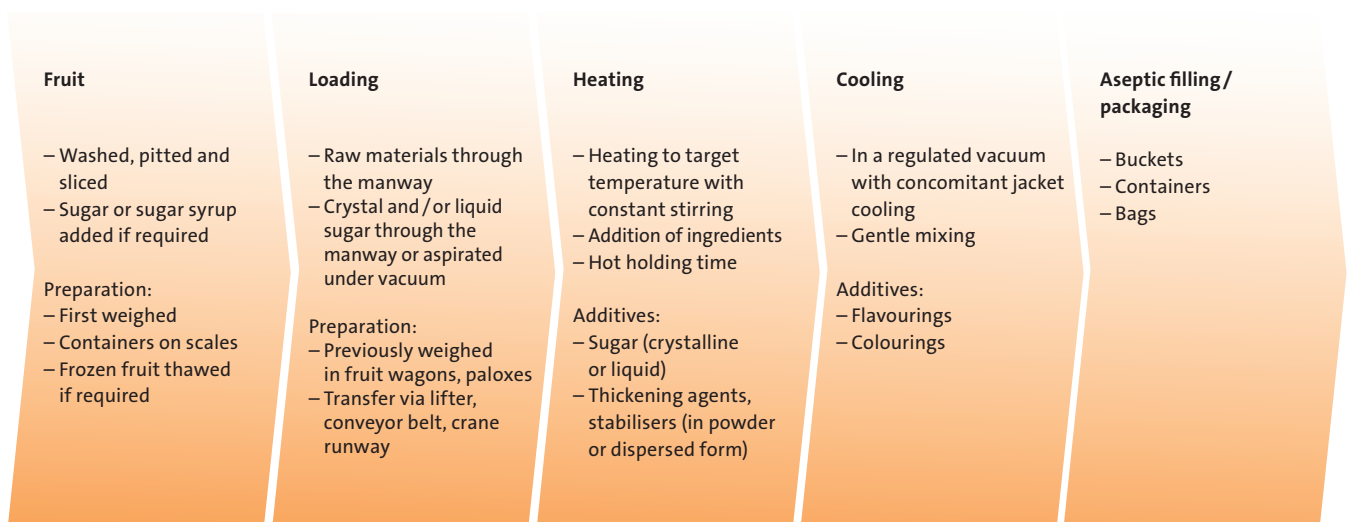 Fruit
– Washed, pitted and
sliced
– Sugar or sugar syrup
added if required
Preparation:
– First weighed
– Containers on scales
– Frozen fruit thawed
if required
Loading
– Raw materials through
the manway
– Crystal and / or liquid
sugar through the
manway or aspirated
under vacuum
Preparation:
– Previously weighed
in fruit wagons, paloxes
– Transfer via lifter,
conveyor belt, crane
runway
Heating
– Heating to target
temperature with
constant stirring
– Addition of ingredients
– Hot holding time
Additives:
– Sugar (crystalline
or liquid)
– Thickening agents,
stabilisers (in powder
or dispersed form)
Cooling
– In a regulated vacuum
with concomitant jacket
cooling
– Gentle mixing
Additives:
– Flavourings
– Colourings
Aseptic filling /
packaging
– Buckets
– Containers
– Bags